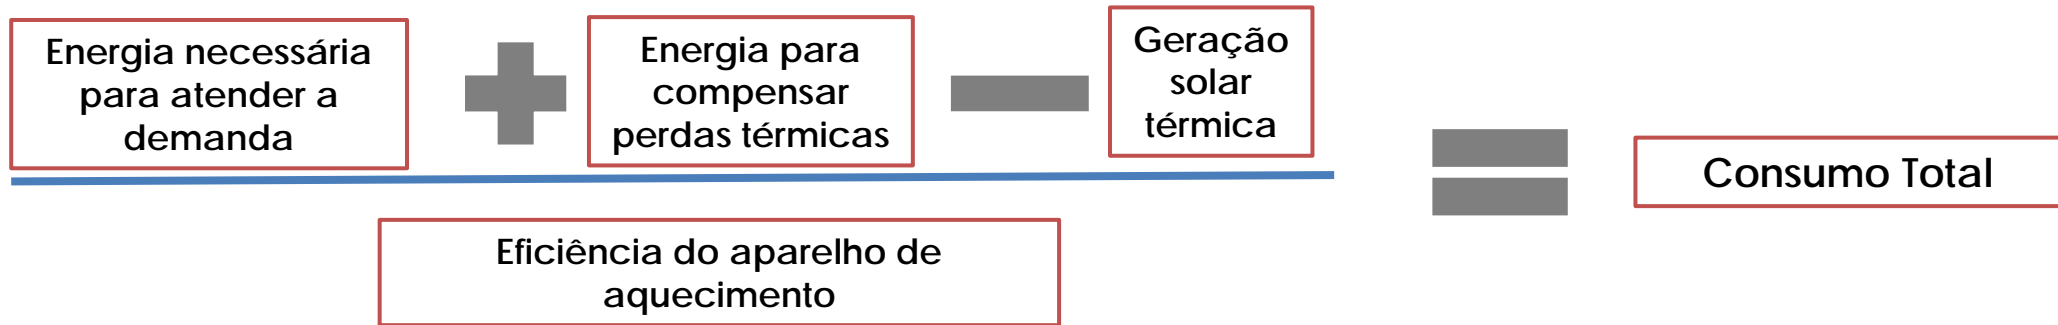 Energia necessária
para atender a
demanda
Energia para
compensar
perdas térmicas
Geração
solar
térmica
Eficiência do aparelho de
aquecimento
Consumo Total